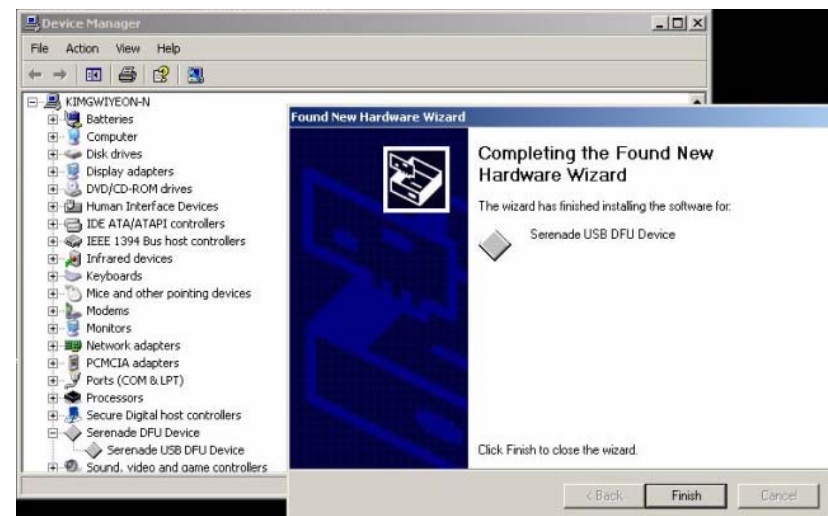 Device Manager
File Action View Help
KIMGWIYEON-N
Batteries
Computer
Disk drives
Display adapters
DVD/CD-ROM drives
Human Interface Devices
IDE ATA/ATAPI controllers
IEEE 1394 Bus host controllers
Infrared devices
Keyboards
Mice and other pointing devices
Modems
Monitors
Network adapters
PCMCIA adapters
Ports (COM & LPT)
Processors
Secure Digital host controllers
Serenade DFU Device
Serenade USB DFU Device
Sound, video and game controllers
Found New Hardware Wizard
Completing the Found New
Hardware Wizard
The wizard has finished installing the software for:
Serenade USB DFU Device
Click Finish to close the wizard.
< Back Finish Cancel